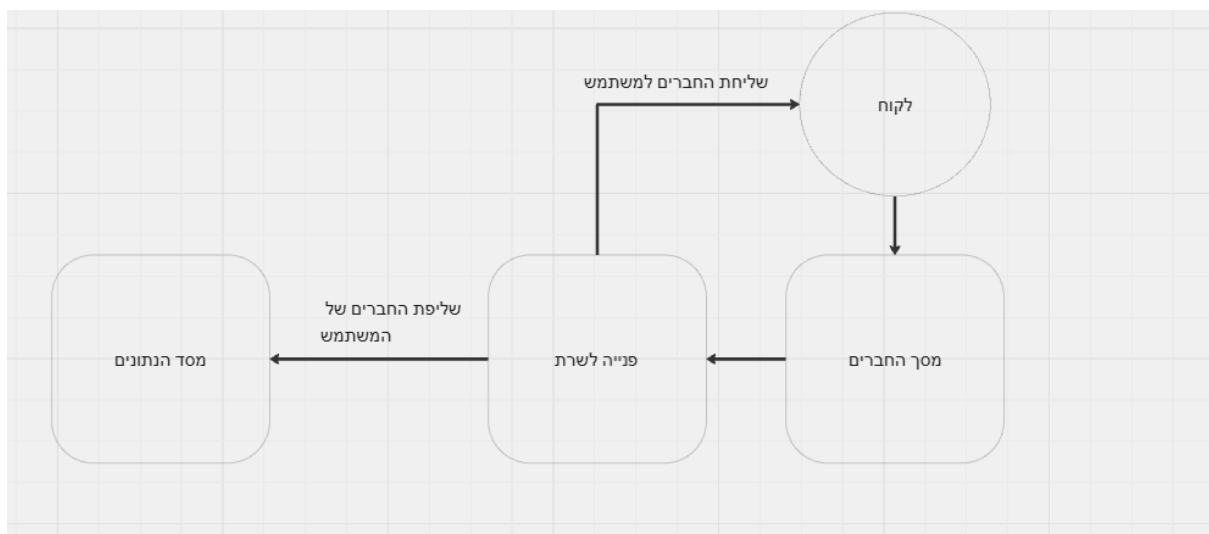 שליחת החברים למשתמש
לקוח
שליפת החברים של
המשתמש
מסך החברים
פנייה לשרת
מסד הנתונים